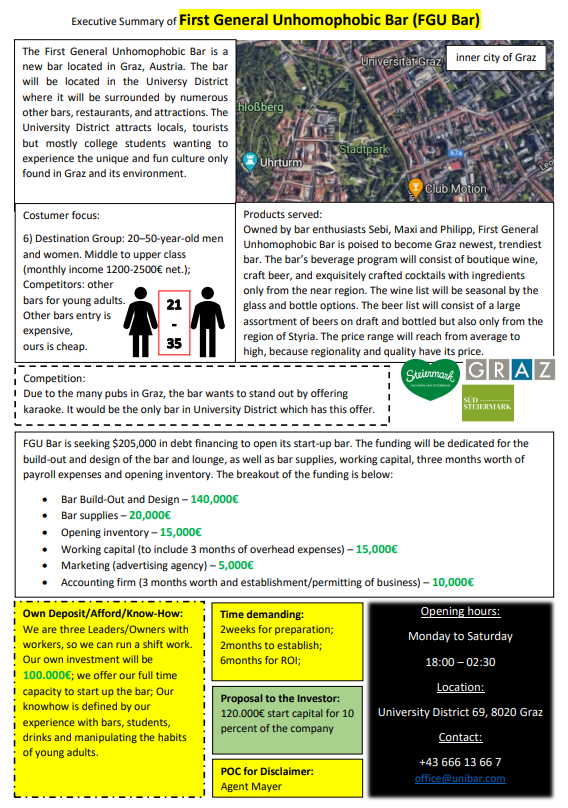 Executive Summary of First General Unhomophobic Bar (FGU Bar)
The First General Unhomophobic Bar is a
new bar located in Graz, Austria. The bar
will be located in the Universy District
where it will be surrounded by numerous
other bars, restaurants, and attractions. The
University District attracts locals, tourists
but mostly college students wanting to
experience the unique and fun culture only
found in Graz and its environment.
Universität Graz
inner city of Graz
hloßberg
Stadtpark
67a
Uhrturm
Club Motion
Leo
Costumer focus:
6) Destination Group: 20–50-year-old men
and women. Middle to upper class
(monthly income 1200-2500€ net.);
Competitors: other
bars for young adults.
Other bars entry is
expensive,
ours is cheap.
21
-
35
Products served:
Owned by bar enthusiasts Sebi, Maxi and Philipp, First General
Unhomophobic Bar is poised to become Graz newest, trendiest
bar. The bar's beverage program will consist of boutique wine,
craft beer, and exquisitely crafted cocktails with ingredients
only from the near region. The wine list will be seasonal by the
glass and bottle options. The beer list will consist of a large
assortment of beers on draft and bottled but also only from the
region of Styria. The price range will reach from average to
high, because regionality and quality have its price.
Competition:
Due to the many pubs in Graz, the bar wants to stand out by offering
karaoke. It would be the only bar in University District which has this offer.
Steiermark
GRAZ
SÜD
STEIERMARK
FGU Bar is seeking $205,000 in debt financing to open its start-up bar. The funding will be dedicated for the
build-out and design of the bar and lounge, as well as bar supplies, working capital, three months worth of
payroll expenses and opening inventory. The breakout of the funding is below:
• Bar Build-Out and Design – 140,000€
• Bar supplies – 20,000€
• Opening inventory – 15,000€
• Working capital (to include 3 months of overhead expenses) – 15,000€
• Marketing (advertising agency) – 5,000€
• Accounting firm (3 months worth and establishment/permitting of business) – 10,000€
Own Deposit/Afford/Know-How:
We are three Leaders/Owners with
workers, so we can run a shift work.
Our own investment will be
100.000€; we offer our full time
capacity to start up the bar; Our
knowhow is defined by our
experience with bars, students,
drinks and manipulating the habits
of young adults.
Time demanding:
2weeks for preparation;
2months to establish;
6months for ROI;
Proposal to the Investor:
120.000€ start capital for 10
percent of the company
POC for Disclaimer:
Agent Mayer
Opening hours:
Monday to Saturday
18:00 – 02:30
Location:
University District 69, 8020 Graz
Contact:
+43 666 13 66 7
office@unibar.com